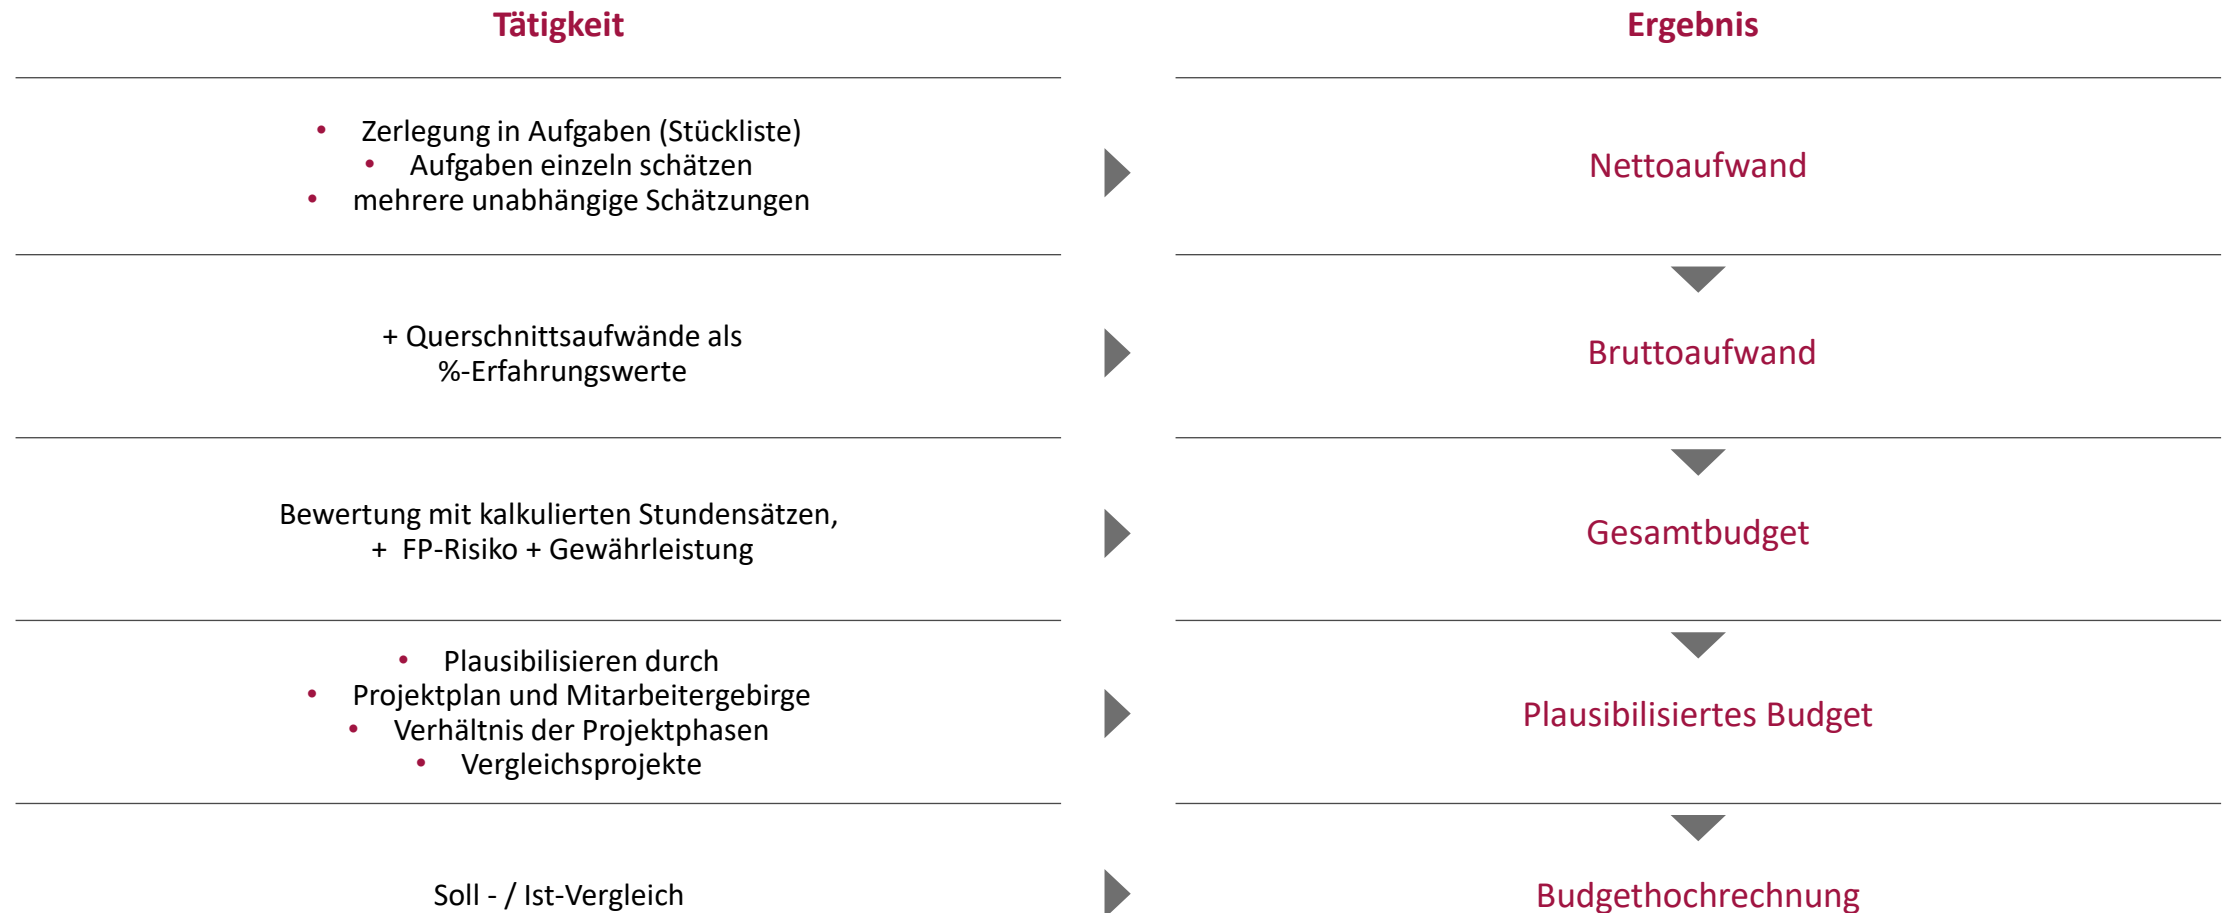 Tätigkeit
Ergebnis
• Zerlegung in Aufgaben (Stückliste)
• Aufgaben einzeln schätzen
• mehrere unabhängige Schätzungen
Nettoaufwand
+ Querschnittsaufwände als
%-Erfahrungswerte
Bruttoaufwand
Bewertung mit kalkulierten Stundensätzen,
+ FP-Risiko + Gewährleistung
Gesamtbudget
• Plausibilisieren durch
• Projektplan und Mitarbeitergebirge
• Verhältnis der Projektphasen
• Vergleichsprojekte
Plausibilisiertes Budget
Soll - / Ist-Vergleich
Budgethochrechnung